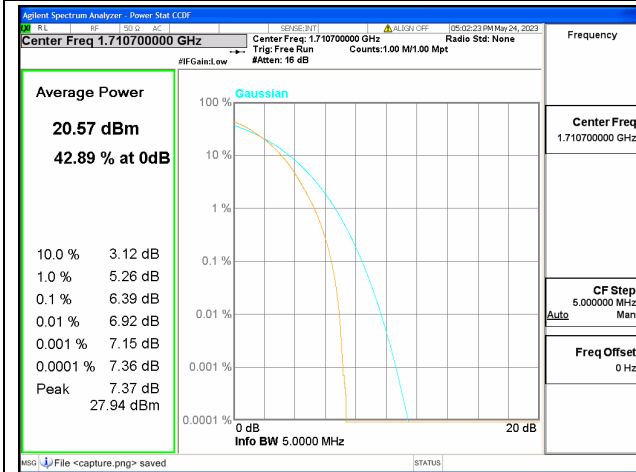 Agilent Spectrum Analyzer - Power Stat CCDF
RL RF 50 Ω AC SENSE:INT ALIGN OFF 05:02:23 PM May 24, 2023
Center Freq 1.710700000 GHz
Center Freq: 1.710700000 GHz Radio Std: None
Trig: Free Run Counts:1.00 M/1.00 Mpt
#IFGain:Low #Atten: 16 dB
Average Power
20.57 dBm
42.89 % at 0dB
10.0 % 3.12 dB
1.0 % 5.26 dB
0.1 % 6.39 dB
0.01 % 6.92 dB
0.001 % 7.15 dB
0.0001 % 7.36 dB
Peak 7.37 dB
27.94 dBm
Gaussian
100 %
10 %
1 %
0.1 %
0.01 %
0.001 %
0.0001 %
0 dB 20 dB
Info BW 5.0000 MHz
Frequency
Center Freq
1.710700000 GHz
CF Step
5.000000 MHz
Auto Man
Freq Offset
0 Hz
MSG File <capture.png> saved STATUS